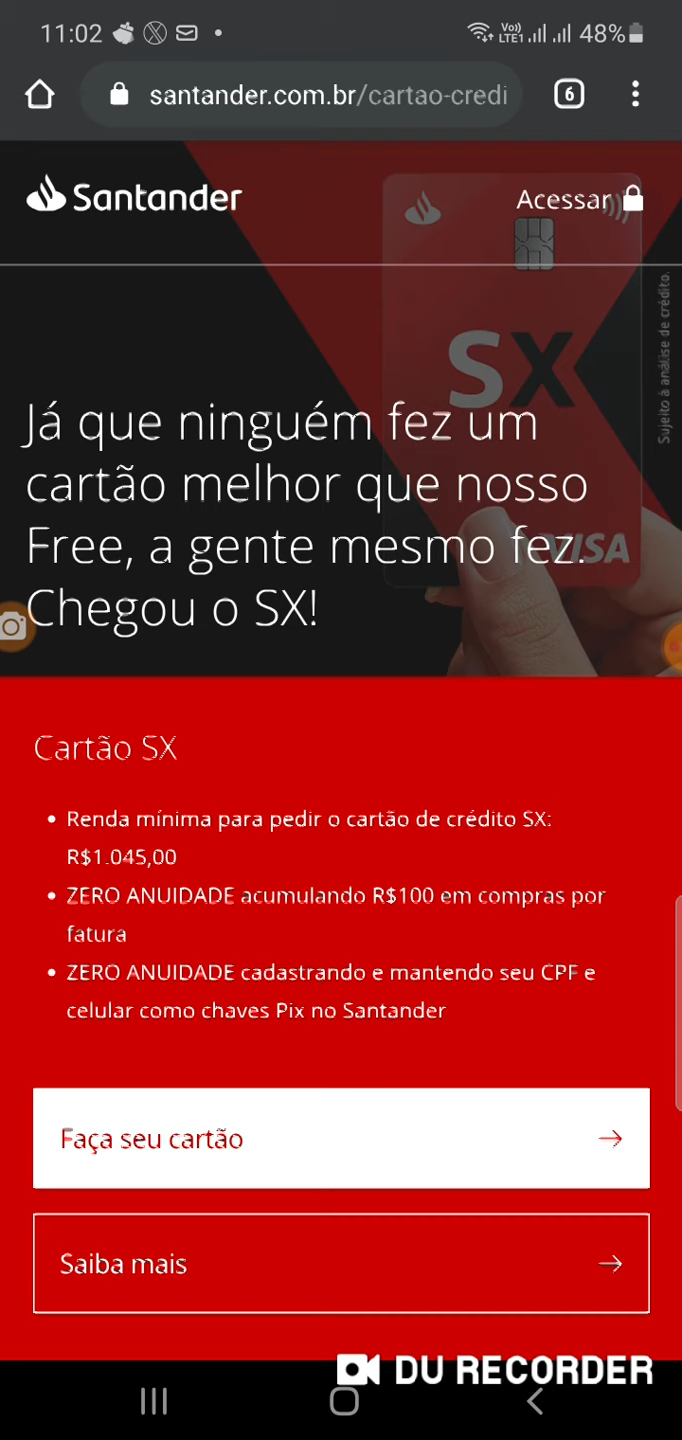 11:02
Vo)) LTE1 48%
santander.com.br/cartao-credi
6
Santander
Acessar
SX
Sujeito à análise de crédito.
Já que ninguém fez um
cartão melhor que nosso
Free, a gente mesmo fez.
VISA
Chegou o SX!
Cartão SX
• Renda mínima para pedir o cartão de crédito SX:
R$1.045,00
• ZERO ANUIDADE acumulando R$100 em compras por
fatura
• ZERO ANUIDADE cadastrando e mantendo seu CPF e
celular como chaves Pix no Santander
Faça seu cartão
Saiba mais
DU RECORDER